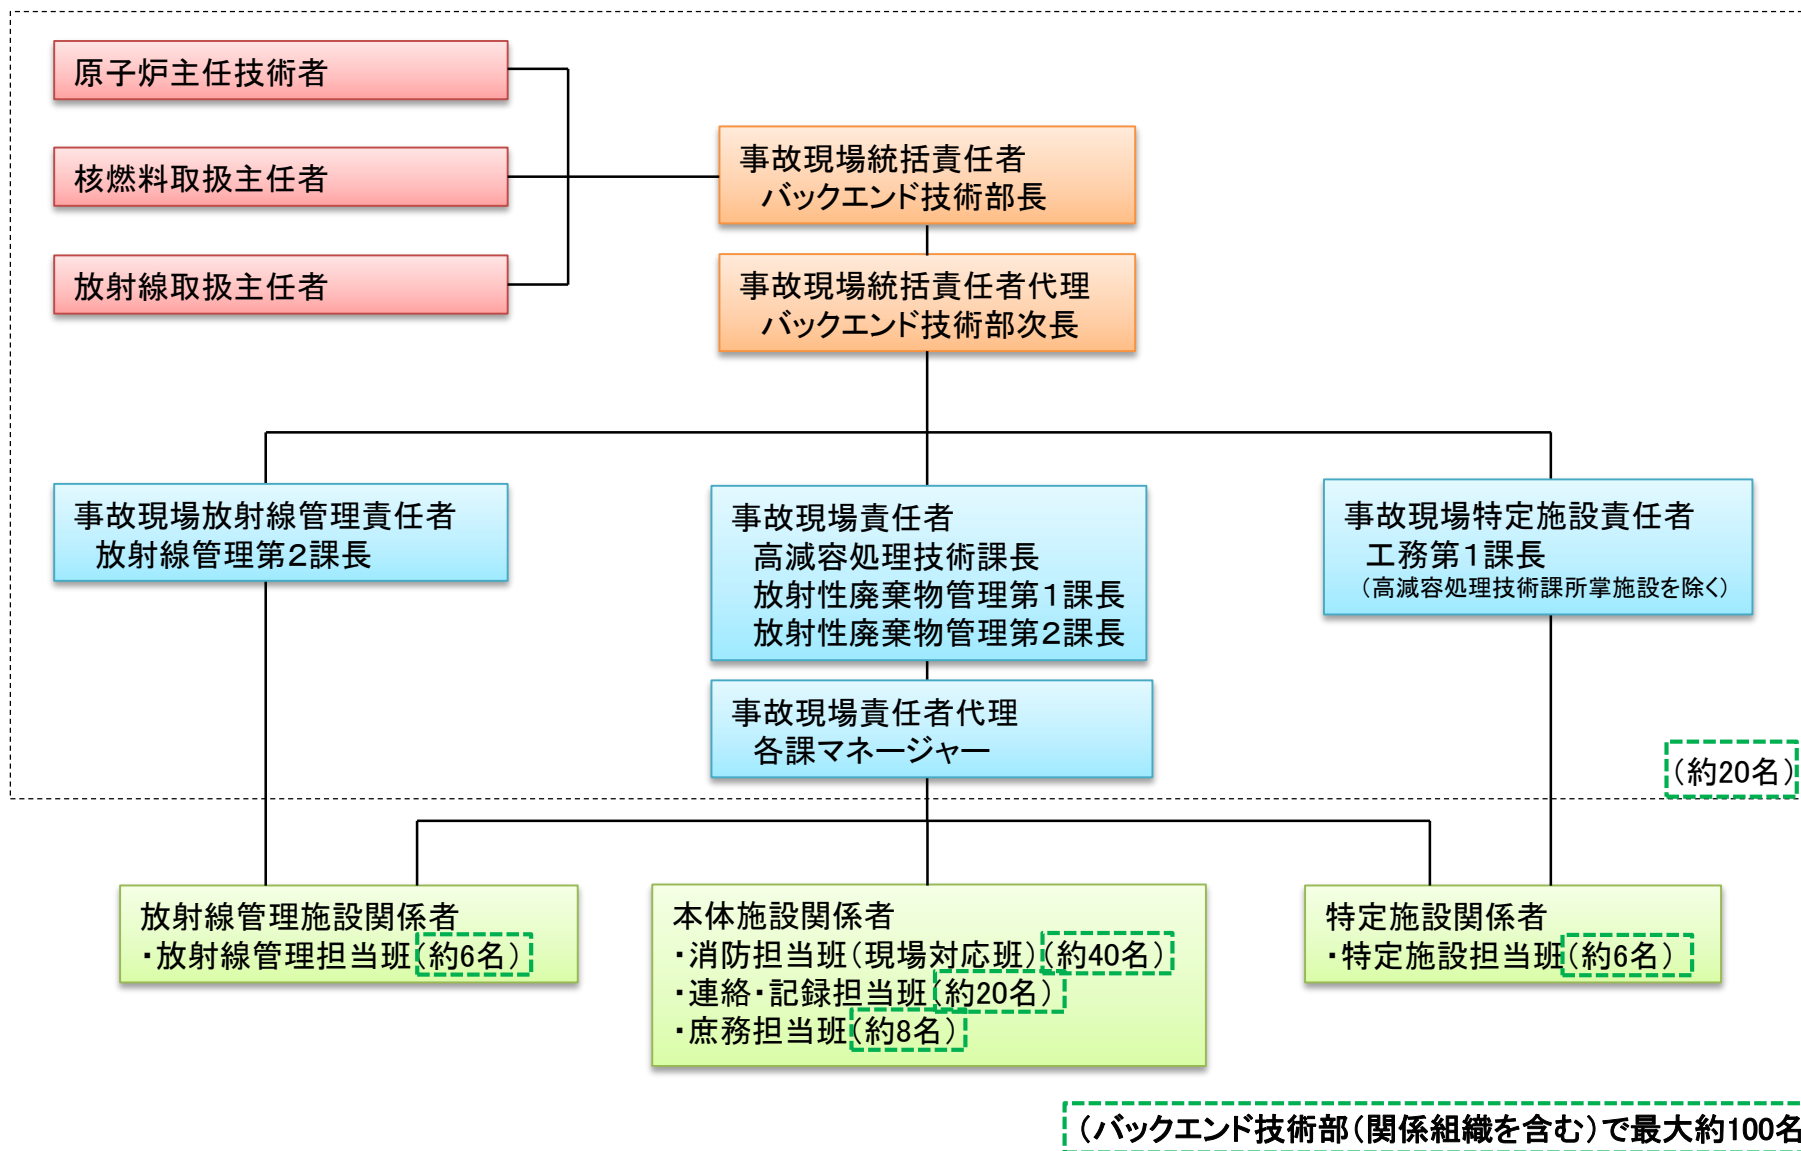 原子炉主任技術者
核燃料取扱主任者
放射線取扱主任者
事故現場統括責任者
バックエンド技術部長
事故現場統括責任者代理
バックエンド技術部次長
事故現場放射線管理責任者
放射線管理第2課長
事故現場責任者
高減容処理技術課長
放射性廃棄物管理第1課長
放射性廃棄物管理第2課長
事故現場特定施設責任者
工務第1課長
(高減容処理技術課所掌施設を除く)
事故現場責任者代理
各課マネージャー
(約20名)
放射線管理施設関係者
・放射線管理担当班(約6名)
本体施設関係者
・消防担当班(現場対応班)(約40名)
・連絡・記録担当班(約20名)
・庶務担当班(約8名)
特定施設関係者
・特定施設担当班(約6名)
(バックエンド技術部(関係組織を含む)で最大約100名